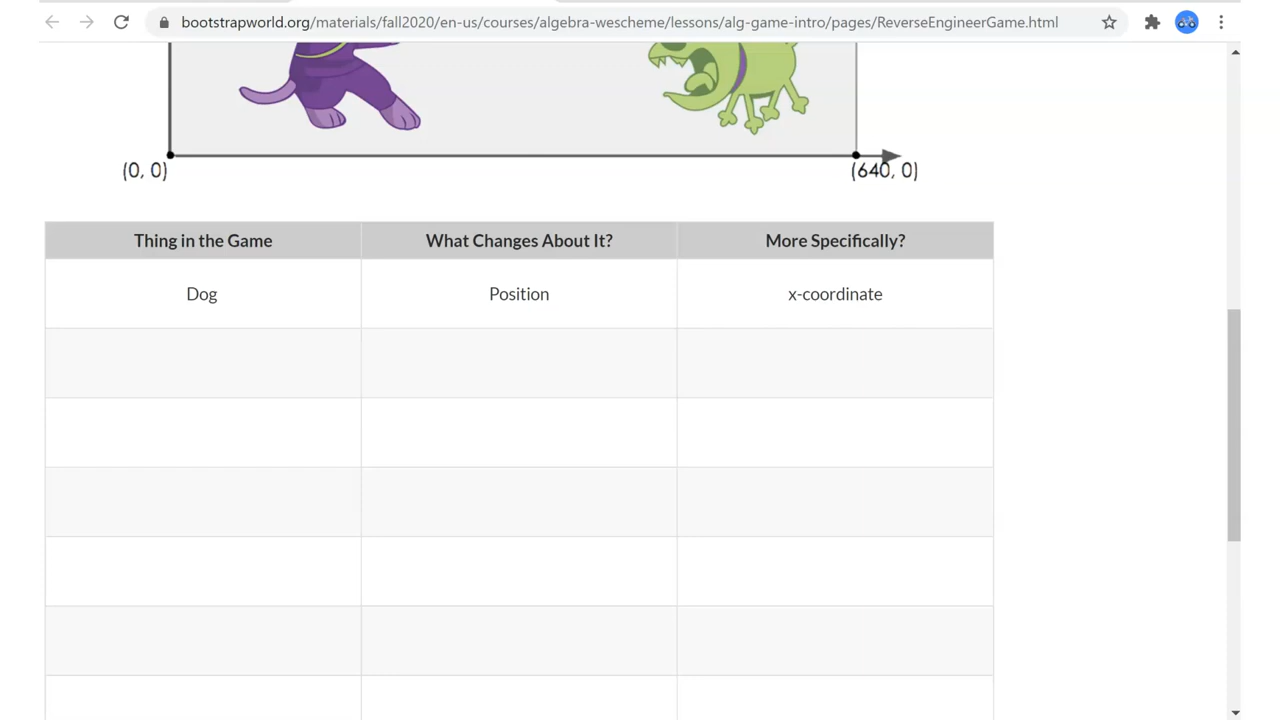 bootstrapworld.org/materials/fall2020/en-us/courses/algebra-wescheme/lessons/alg-game-intro/pages/ReverseEngineerGame.html
(0, 0)
(640, 0)
Thing in the Game What Changes About It? More Specifically?
Dog Position x-coordinate